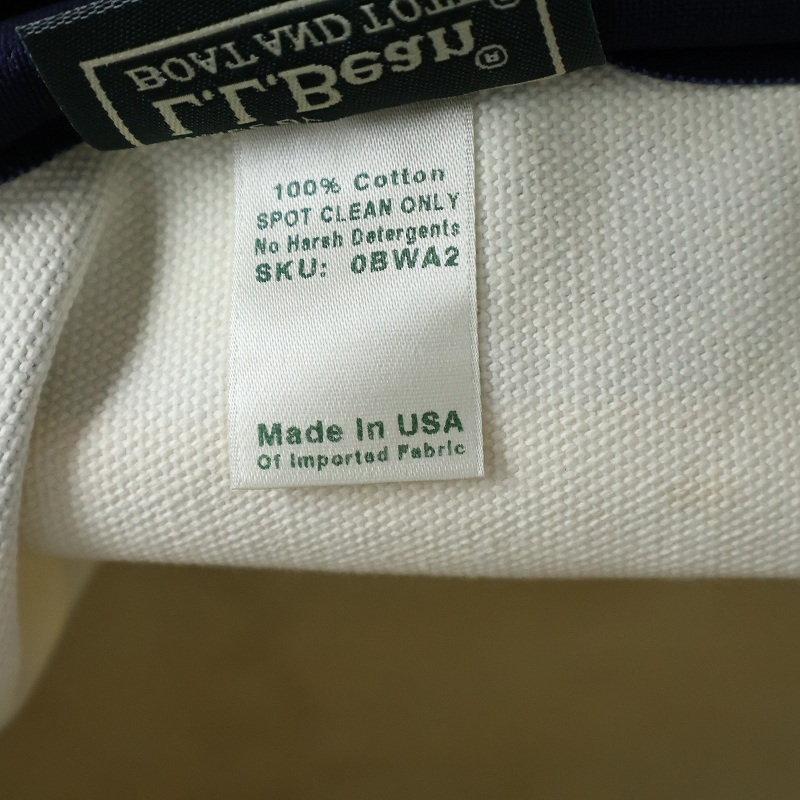 L.L.Bean®
BOAT AND TOTE
100% Cotton
SPOT CLEAN ONLY
No Harsh Detergents
SKU: 0BWA2
Made In USA
Of Imported Fabric